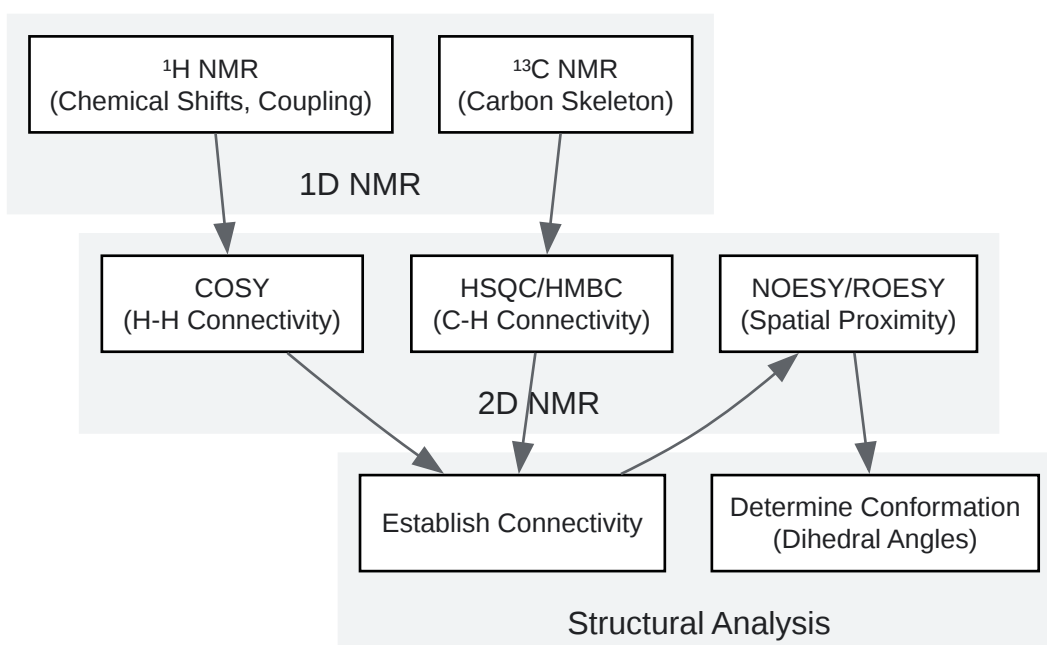 ¹H NMR
(Chemical Shifts, Coupling)
¹³C NMR
(Carbon Skeleton)
1D NMR
COSY
(H-H Connectivity)
HSQC/HMBC
(C-H Connectivity)
NOESY/ROESY
(Spatial Proximity)
2D NMR
Establish Connectivity
Determine Conformation
(Dihedral Angles)
Structural Analysis